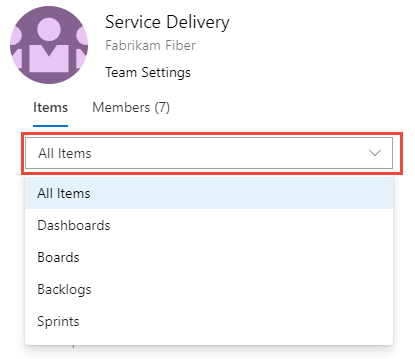 Service Delivery
Fabrikam Fiber
Team Settings
Items Members (7)
All Items
All Items
Dashboards
Boards
Backlogs
Sprints